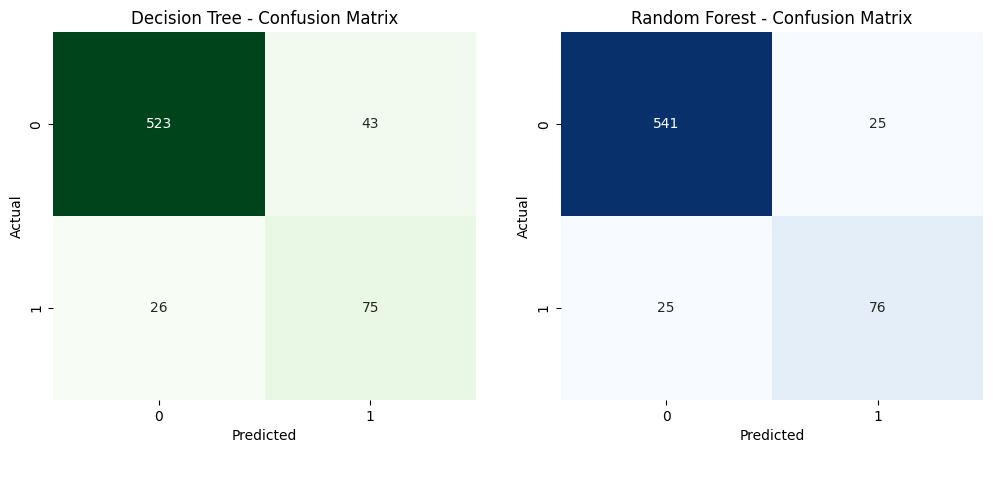 Decision Tree - Confusion Matrix
0
523
43
Actual
1
26
75
0
1
Predicted
Random Forest - Confusion Matrix
0
541
25
Actual
1
25
76
0
1
Predicted